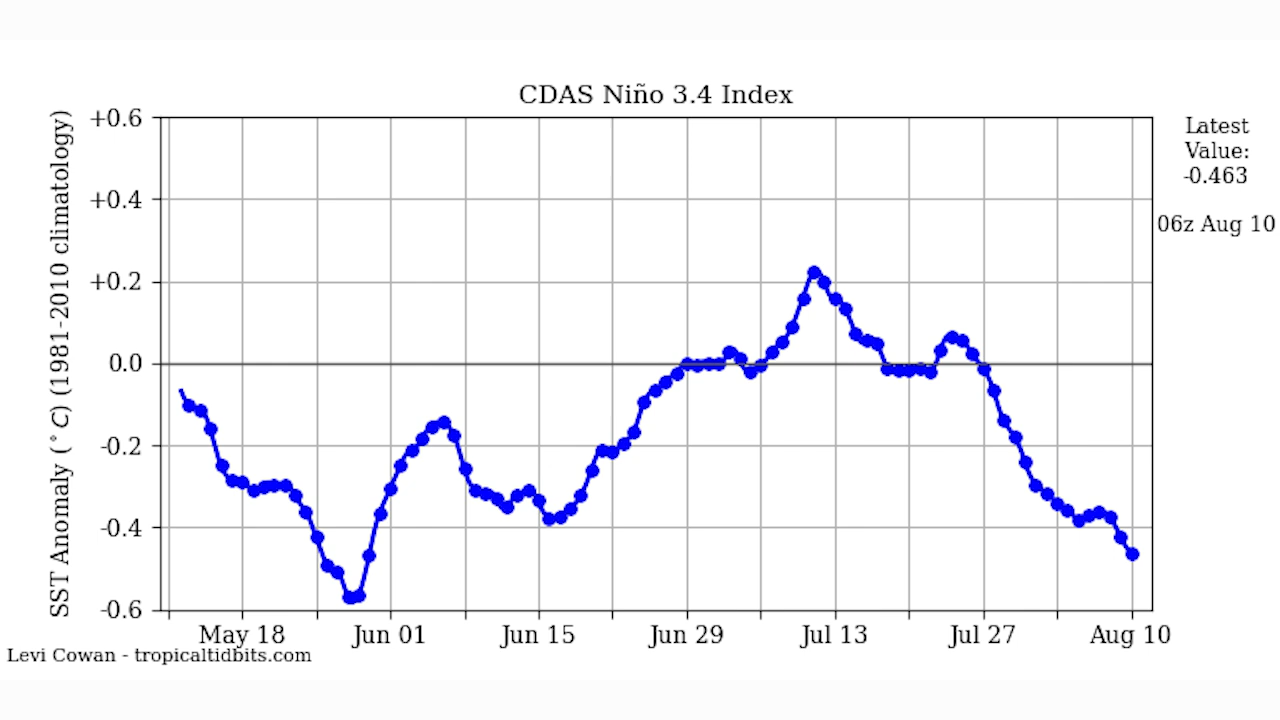 CDAS Niño 3.4 Index
SST Anomaly (°C) (1981-2010 climatology)
+0.6
+0.4
+0.2
0.0
-0.2
-0.4
-0.6
May 18
Jun 01
Jun 15
Jun 29
Jul 13
Jul 27
Aug 10
Latest
Value:
-0.463
06z Aug 10
Levi Cowan - tropicaltidbits.com